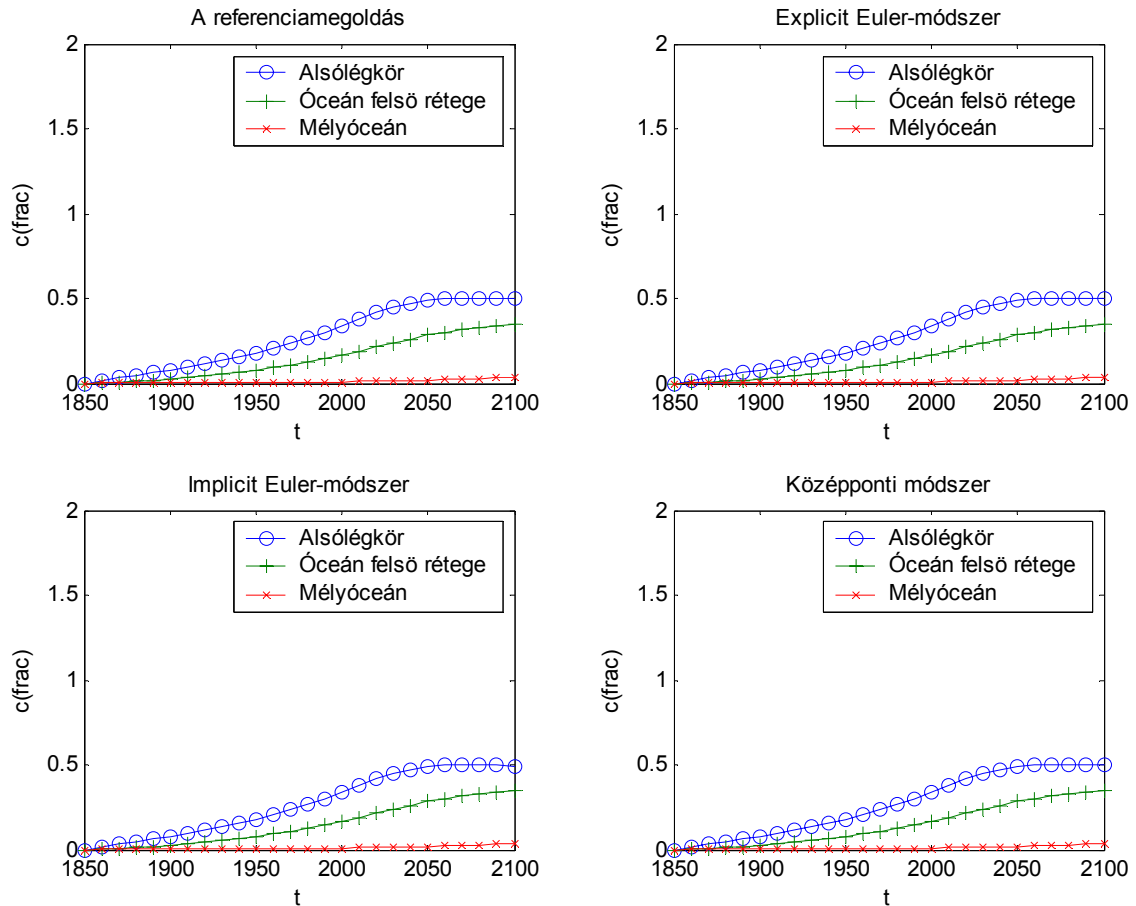 A referenciamegoldás
2
1.5
1
0.5
0
c(frac)
Alsólégkör
Óceán felsö rétege
Mélyóceán
1850 1900 1950 2000 2050 2100
t
Explicit Euler-módszer
2
1.5
1
0.5
0
c(frac)
Alsólégkör
Óceán felsö rétege
Mélyóceán
1850 1900 1950 2000 2050 2100
t
Implicit Euler-módszer
2
1.5
1
0.5
0
c(frac)
Alsólégkör
Óceán felsö rétege
Mélyóceán
1850 1900 1950 2000 2050 2100
t
Középponti módszer
2
1.5
1
0.5
0
c(frac)
Alsólégkör
Óceán felsö rétege
Mélyóceán
1850 1900 1950 2000 2050 2100
t